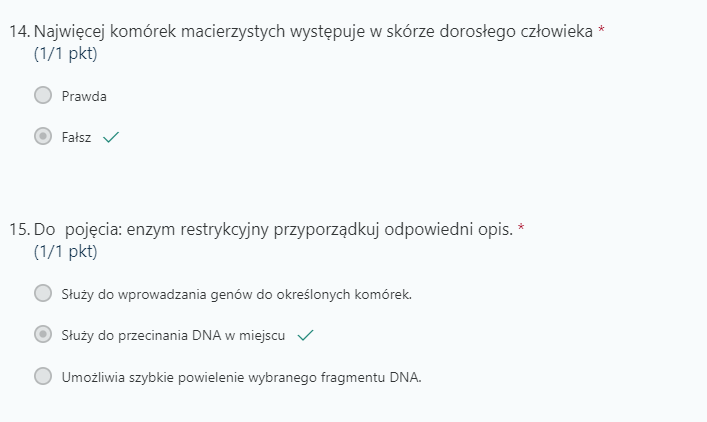 14. Najwięcej komórek macierzystych występuje w skórze dorosłego człowieka *
(1/1 pkt)
Prawda
Fałsz
15. Do  pojęcia: enzym restrykcyjny przyporządkuj odpowiedni opis. *
(1/1 pkt)
Służy do wprowadzania genów do określonych komórek.
Służy do przecinania DNA w miejscu
Umożliwia szybkie powielenie wybranego fragmentu DNA.